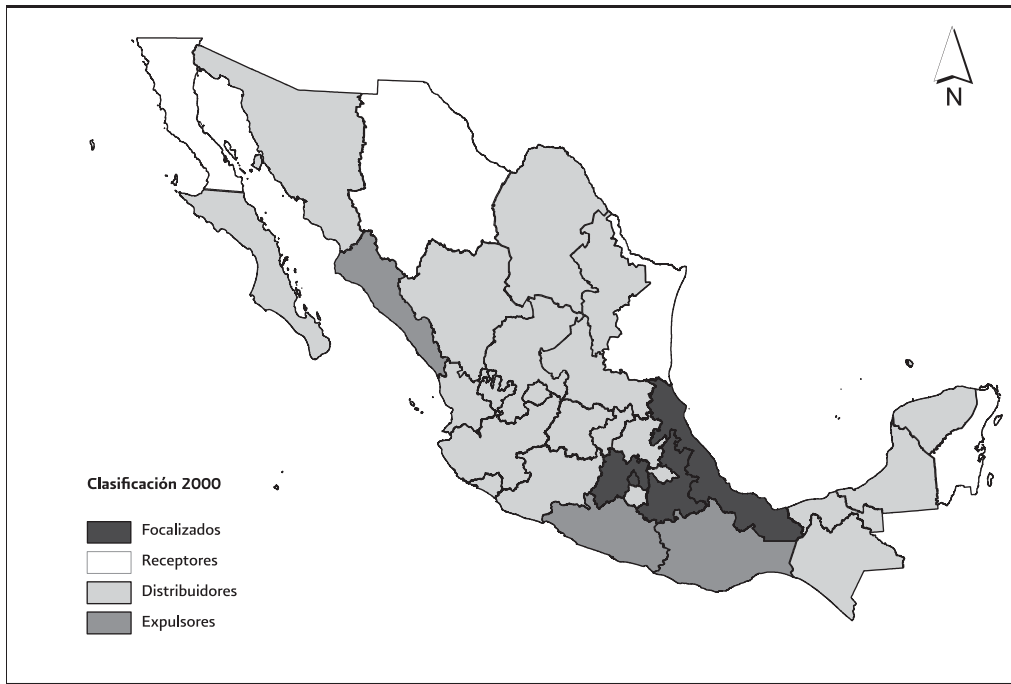 N
Clasificación 2000
Focalizados
Receptores
Distribuidores
Expulsores